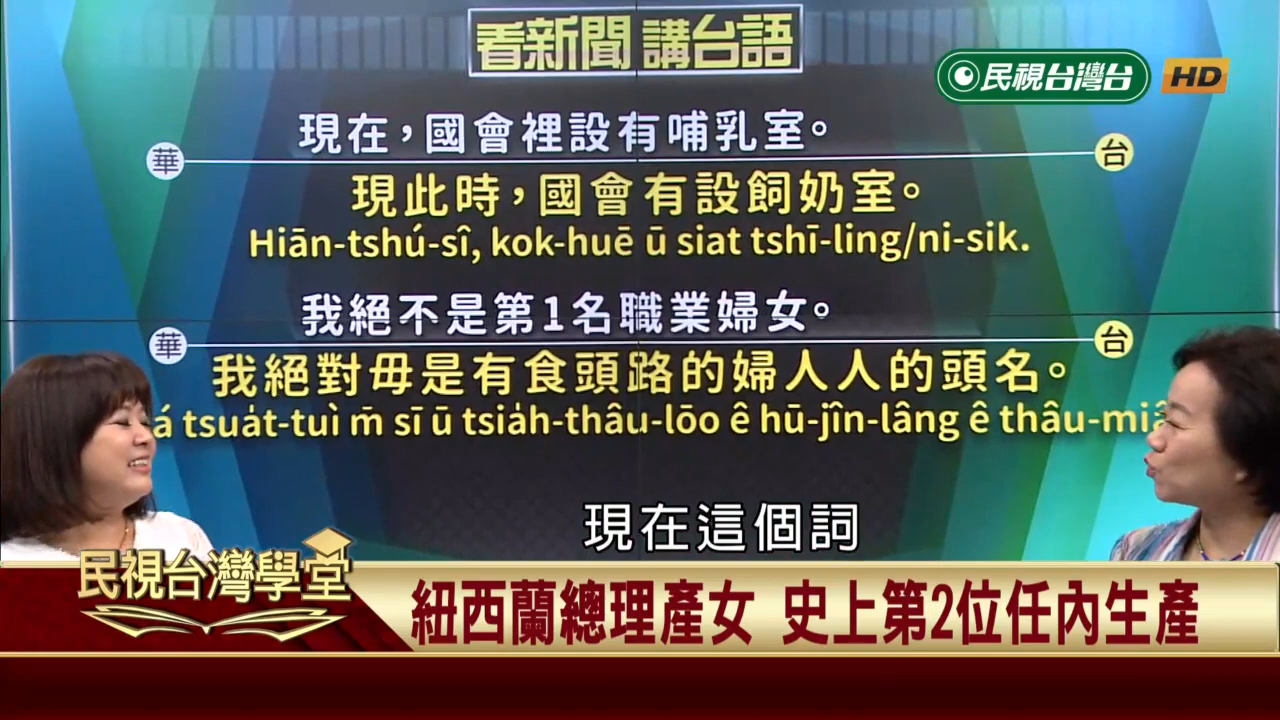 看新聞 講台語
民視台灣台 HD
現在，國會裡設有哺乳室。
華
台
現此時，國會有設飼奶室。
Hiān-tshú-sî, kok-huē ū siat tshī-ling/ni-sik.
我絕不是第1名職業婦女。
華
台
我絕對毋是有食頭路的婦人人的頭名。
á tsua̍t-tuì m̄ sī ū tsia̍h-thâu-lōo ê hū-jîn-lâng ê thâu-miâ
現在這個詞
民視台灣學堂
紐西蘭總理產女 史上第2位任內生產